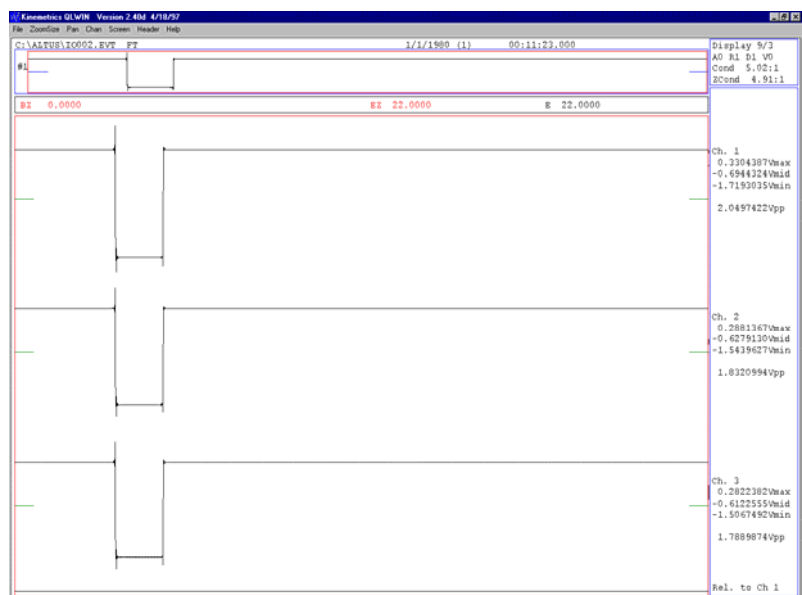 Kinemetrics QLWIN Version 2.40d 4/18/97
File ZoomSize Pan Chan Screen Header Help
C:\ALTUS\IO002.EVT FT 1/1/1980 (1) 00:11:23.000
Display 9/3
A0 R1 D1 V0
Cond 5.02:1
ZCond 4.91:1
#1
BZ 0.0000 EZ 22.0000 E 22.0000
Ch. 1
0.3304387Vmax
-0.6944324Vmid
-1.7193035Vmin
2.0497422Vpp
Ch. 2
0.2881367Vmax
-0.6279130Vmid
-1.5439627Vmin
1.8320994Vpp
Ch. 3
0.2822382Vmax
-0.6122555Vmid
-1.5067492Vmin
1.7889874Vpp
Rel. to Ch 1